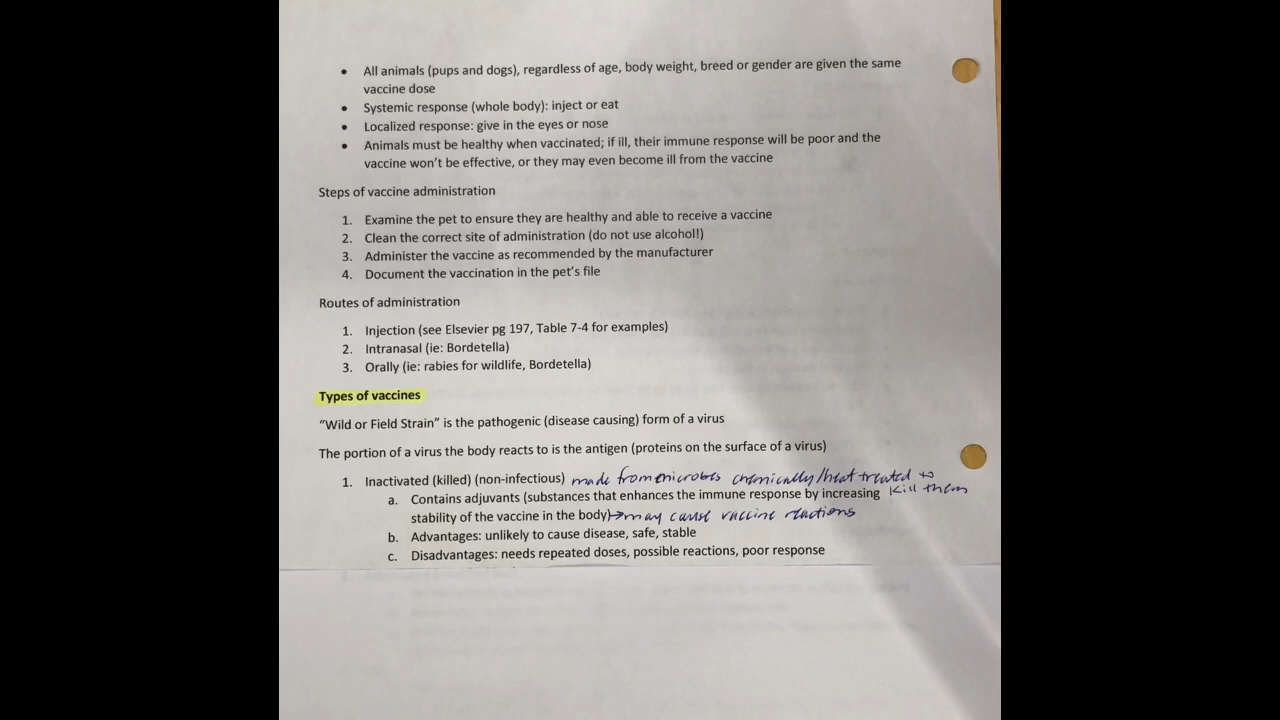 • All animals (pups and dogs), regardless of age, body weight, breed or gender are given the same
vaccine dose
• Systemic response (whole body): inject or eat
• Localized response: give in the eyes or nose
• Animals must be healthy when vaccinated; if ill, their immune response will be poor and the
vaccine won't be effective, or they may even become ill from the vaccine
Steps of vaccine administration
1. Examine the pet to ensure they are healthy and able to receive a vaccine
2. Clean the correct site of administration (do not use alcohol!)
3. Administer the vaccine as recommended by the manufacturer
4. Document the vaccination in the pet's file
Routes of administration
1. Injection (see Elsevier pg 197, Table 7-4 for examples)
2. Intranasal (ie: Bordetella)
3. Orally (ie: rabies for wildlife, Bordetella)
Types of vaccines
“Wild or Field Strain” is the pathogenic (disease causing) form of a virus
The portion of a virus the body reacts to is the antigen (proteins on the surface of a virus)
1. Inactivated (killed) (non-infectious) made from microbes chemically/heat treated to
kill them
a. Contains adjuvants (substances that enhances the immune response by increasing
stability of the vaccine in the body) → may cause vaccine reactions
b. Advantages: unlikely to cause disease, safe, stable
c. Disadvantages: needs repeated doses, possible reactions, poor response